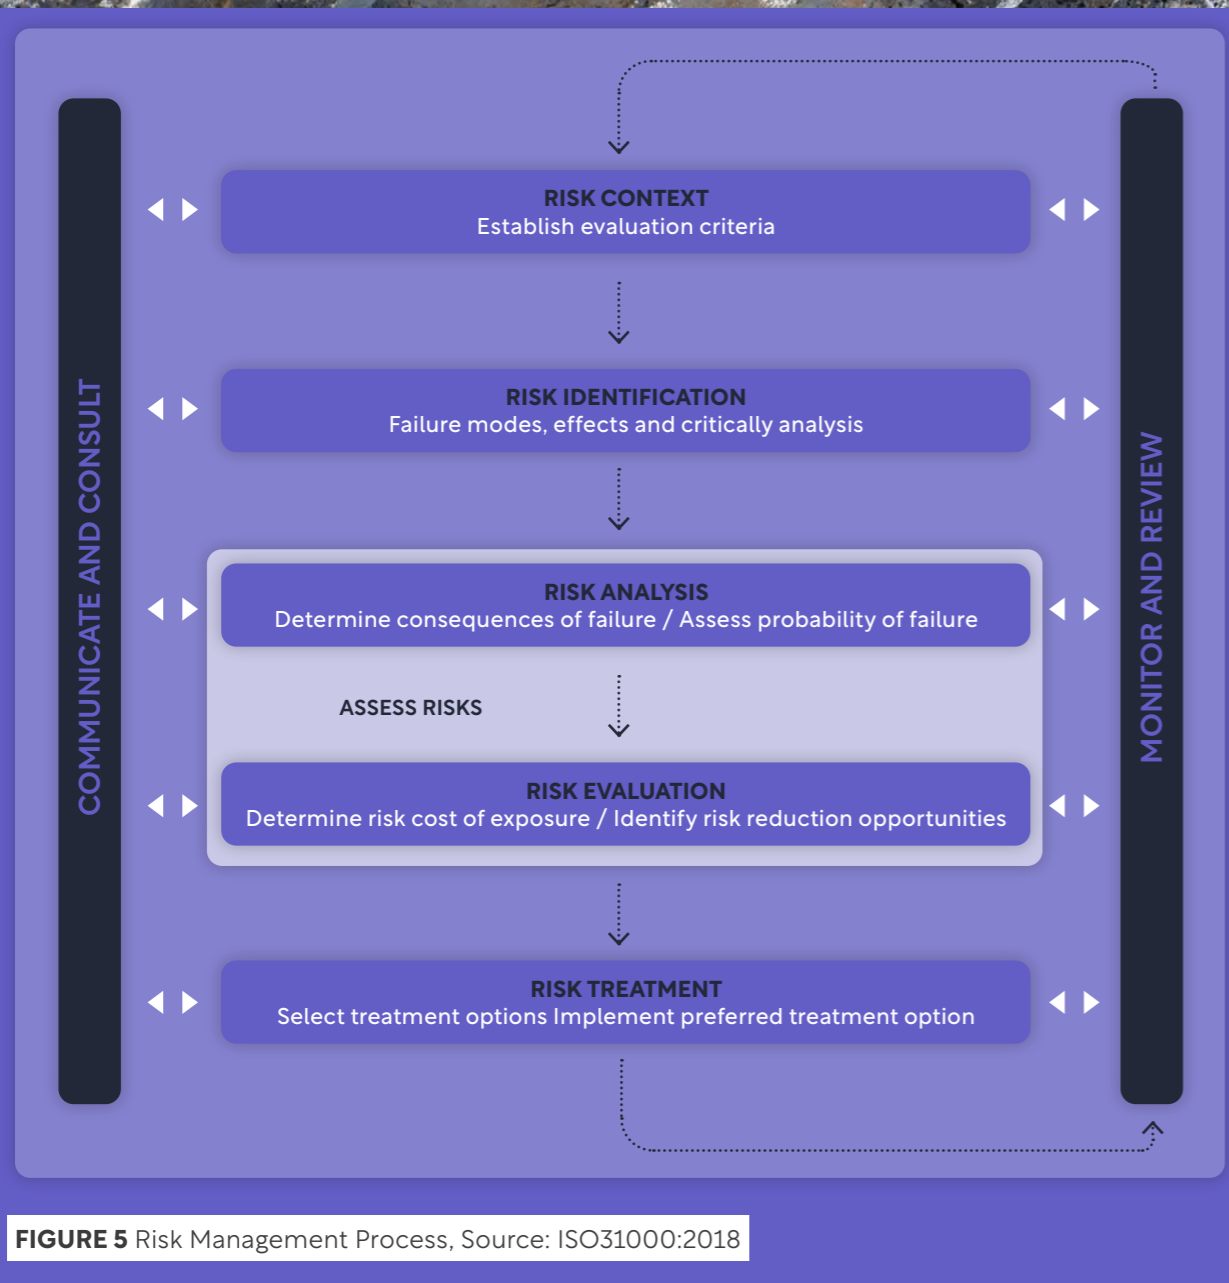 RISK CONTEXT
Establish evaluation criteria
RISK IDENTIFICATION
Failure modes, effects and critically analysis
COMMUNICATE AND CONSULT
MONITOR AND REVIEW
RISK ANALYSIS
Determine consequences of failure / Assess probability of failure
ASSESS RISKS
RISK EVALUATION
Determine risk cost of exposure / Identify risk reduction opportunities
RISK TREATMENT
Select treatment options Implement preferred treatment option
FIGURE 5 Risk Management Process, Source: ISO31000:2018